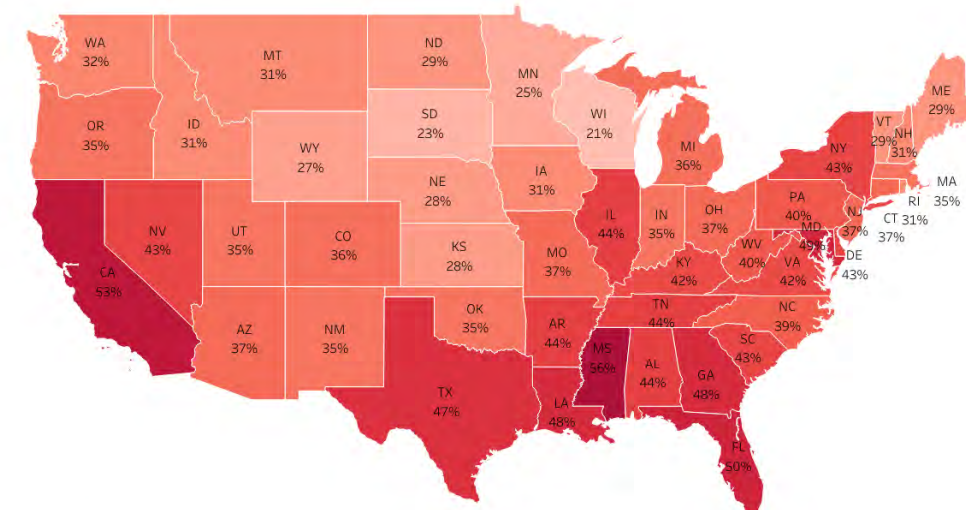 WA
32%
MT
31%
ND
29%
MN
25%
ME
29%
OR
35%
ID
31%
SD
23%
WI
21%
VT
29%
NH
31%
WY
27%
MI
36%
NY
43%
MA
35%
NE
28%
IA
31%
RI 31%
CT
37%
NV
43%
UT
35%
CO
36%
IL
44%
IN
35%
OH
37%
PA
40%
NJ
37%
CA
53%
KS
28%
MO
37%
KY
42%
WV
40%
MD
49%
VA
42%
DE
43%
AZ
37%
NM
35%
OK
35%
AR
44%
TN
44%
NC
39%
SC
43%
MS
56%
AL
44%
GA
48%
TX
47%
LA
48%
FL
50%